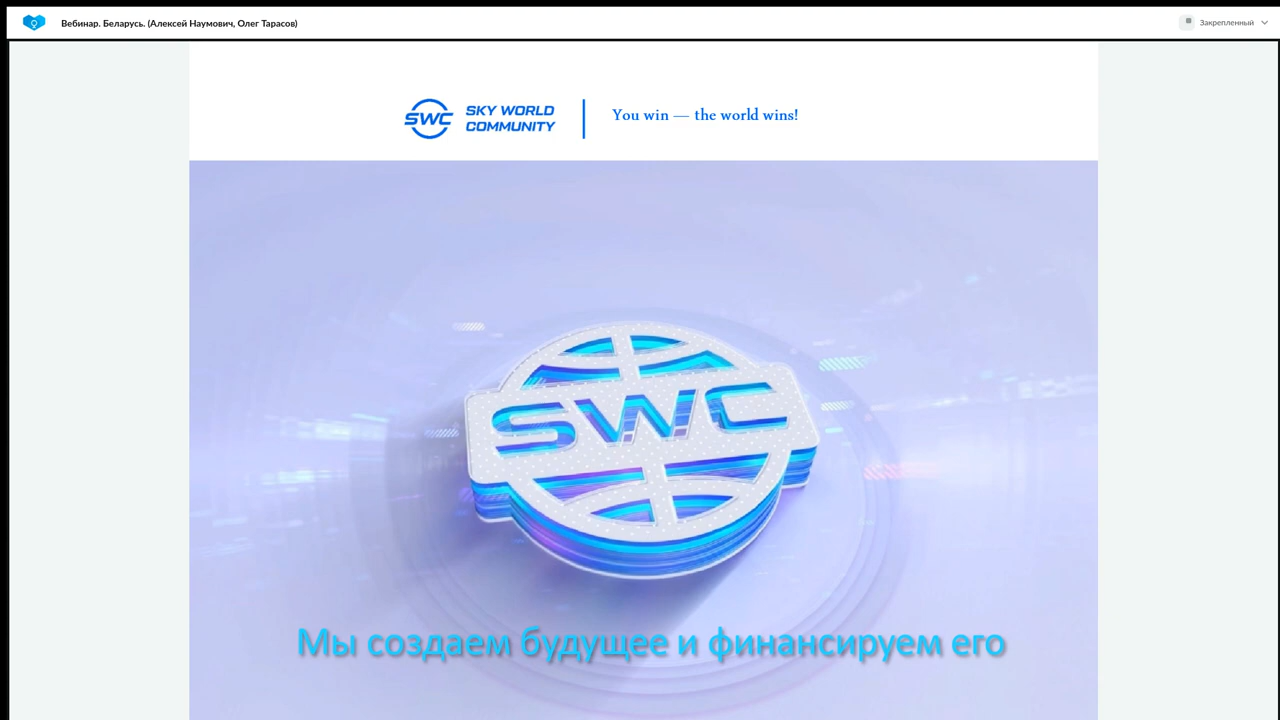 Вебинар. Беларусь. (Алексей Наумович, Олег Тарасов)
Закрепленный
SWC
SKY WORLD
COMMUNITY
You win — the world wins!
SWC
Мы создаем будущее и финансируем его